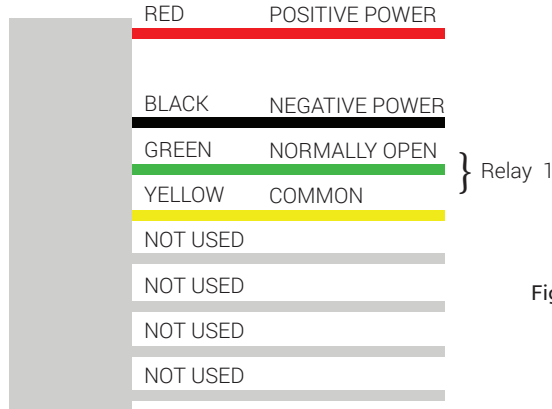 RED POSITIVE POWER
BLACK NEGATIVE POWER
GREEN NORMALLY OPEN
} Relay 1
YELLOW COMMON
NOT USED
NOT USED
Fig
NOT USED
NOT USED